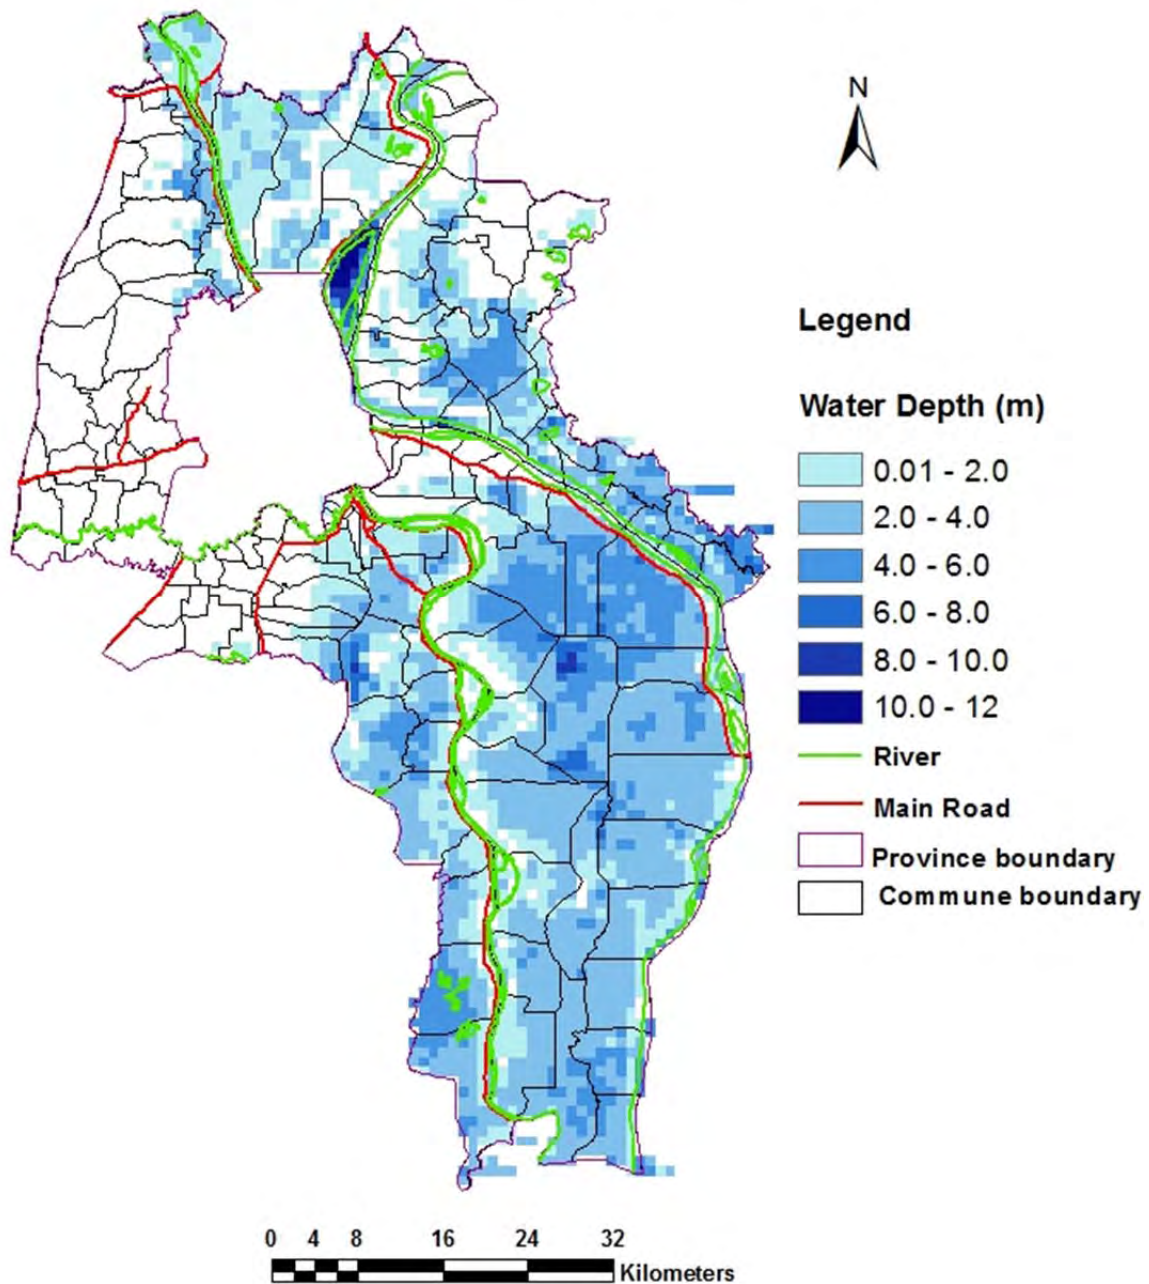 N
Legend
Water Depth (m)
0.01 - 2.0
2.0 - 4.0
4.0 - 6.0
6.0 - 8.0
8.0 - 10.0
10.0 - 12
River
Main Road
Province boundary
Commune boundary
0 4 8 16 24 32
Kilometers